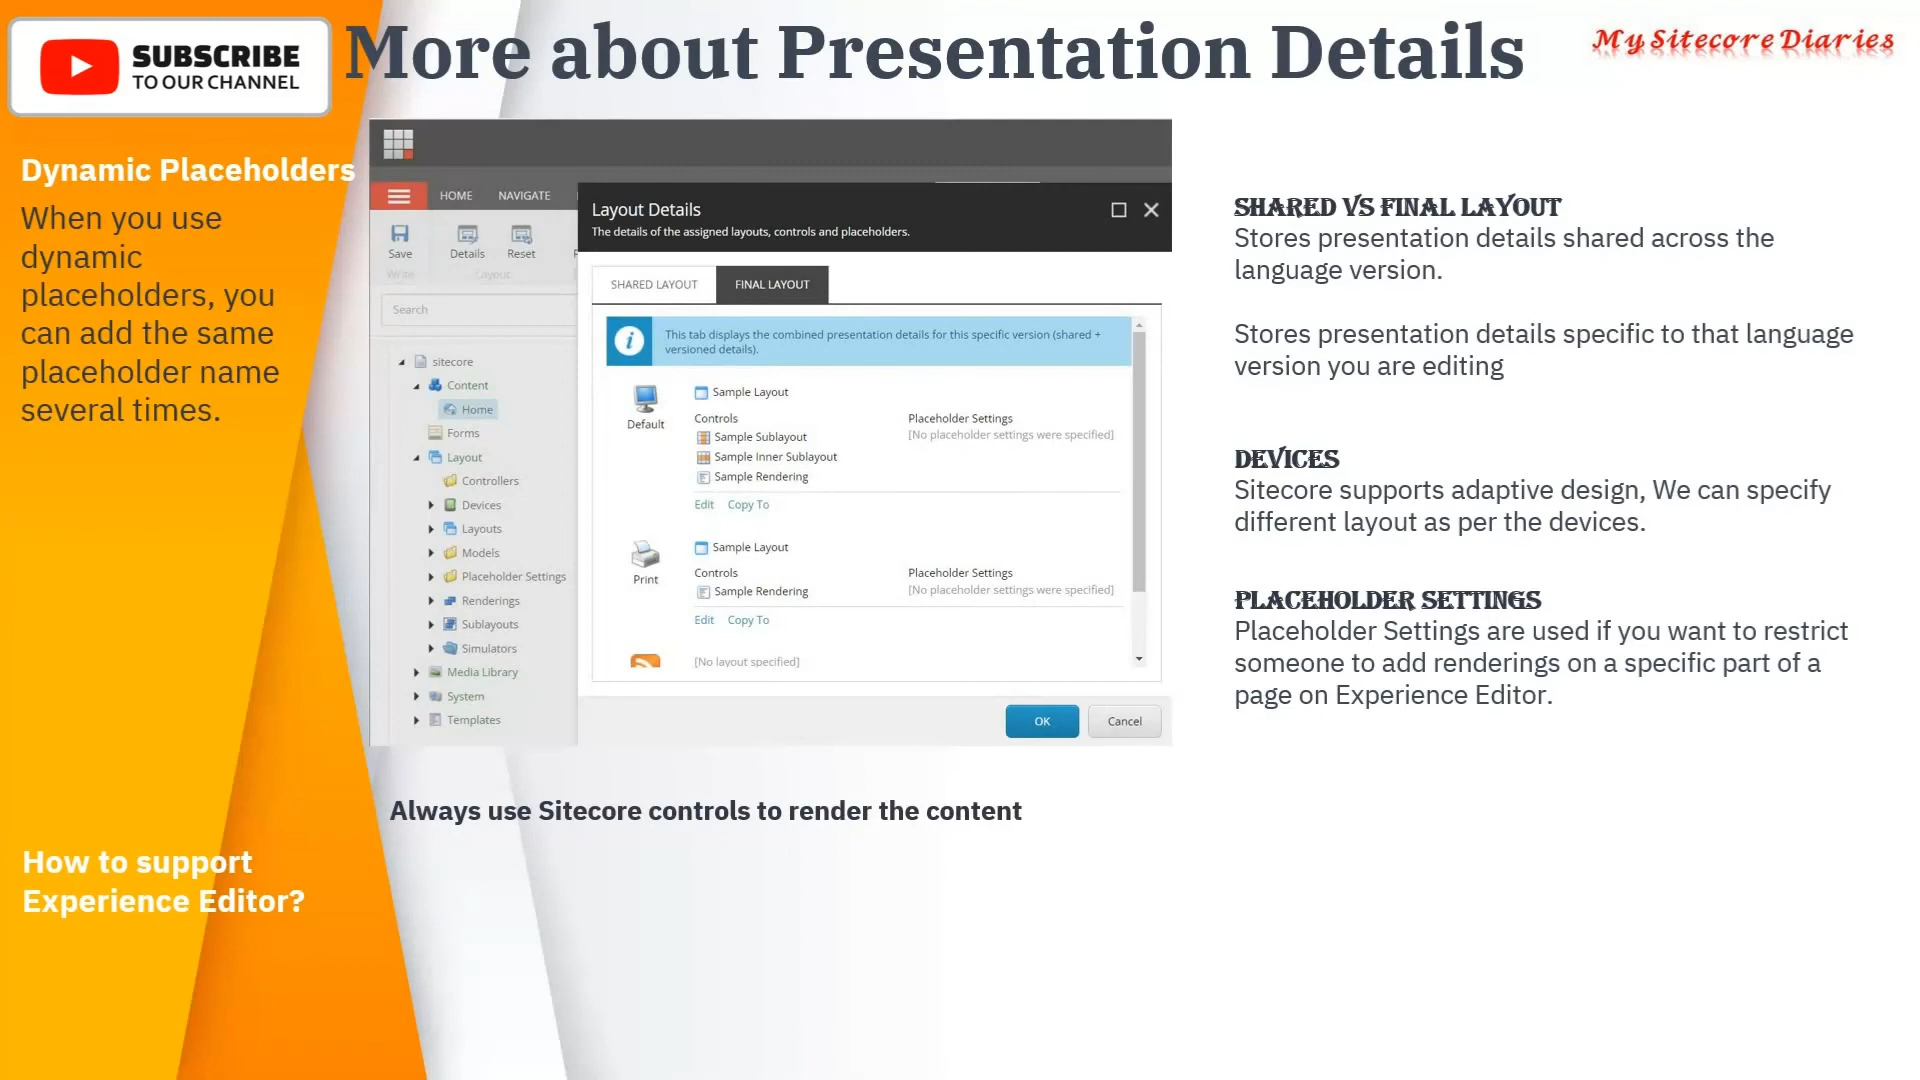 SUBSCRIBE
TO OUR CHANNEL
More about Presentation Details
My Sitecore Diaries
Dynamic Placeholders
When you use
dynamic
placeholders, you
can add the same
placeholder name
several times.
How to support
Experience Editor?
HOME NAVIGATE
Save
Details
Reset
Write
Layout
Search
sitecore
Content
Home
Forms
Layout
Controllers
Devices
Layouts
Models
Placeholder Settings
Renderings
Sublayouts
Simulators
Media Library
System
Templates
Layout Details
The details of the assigned layouts, controls and placeholders.
SHARED LAYOUT FINAL LAYOUT
This tab displays the combined presentation details for this specific version (shared +
versioned details).
Default
Sample Layout
Controls
Sample Sublayout
Sample Inner Sublayout
Sample Rendering
Placeholder Settings
[No placeholder settings were specified]
Edit Copy To
Print
Sample Layout
Controls
Sample Rendering
Placeholder Settings
[No placeholder settings were specified]
Edit Copy To
[No layout specified]
OK Cancel
Always use Sitecore controls to render the content
SHARED VS FINAL LAYOUT
Stores presentation details shared across the
language version.
Stores presentation details specific to that language
version you are editing
DEVICES
Sitecore supports adaptive design, We can specify
different layout as per the devices.
PLACEHOLDER SETTINGS
Placeholder Settings are used if you want to restrict
someone to add renderings on a specific part of a
page on Experience Editor.